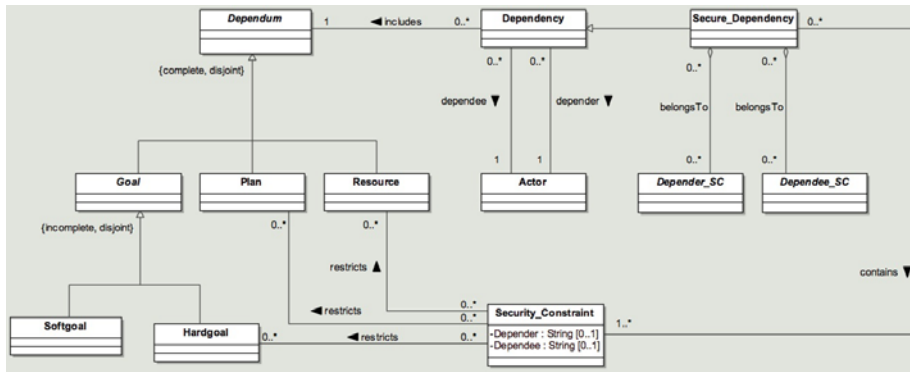 Dependum
1
◄ includes
0..*
Dependency
Secure_Dependency
0..*
{complete, disjoint}
0..*
0..*
0..*
0..*
dependee ▼
depender ▼
belongsTo
belongsTo
1
1
0..*
0..*
Goal
Plan
Resource
Actor
Depender_SC
Dependee_SC
{incomplete, disjoint}
0..*
0..*
restricts ▲
contains ▼
0..*
◄ restricts
0..*
Security_Constraint
Softgoal
Hardgoal
0..*
◄ restricts
0..*
-Depender : String [0..1]
-Dependee : String [0..1]
1..*